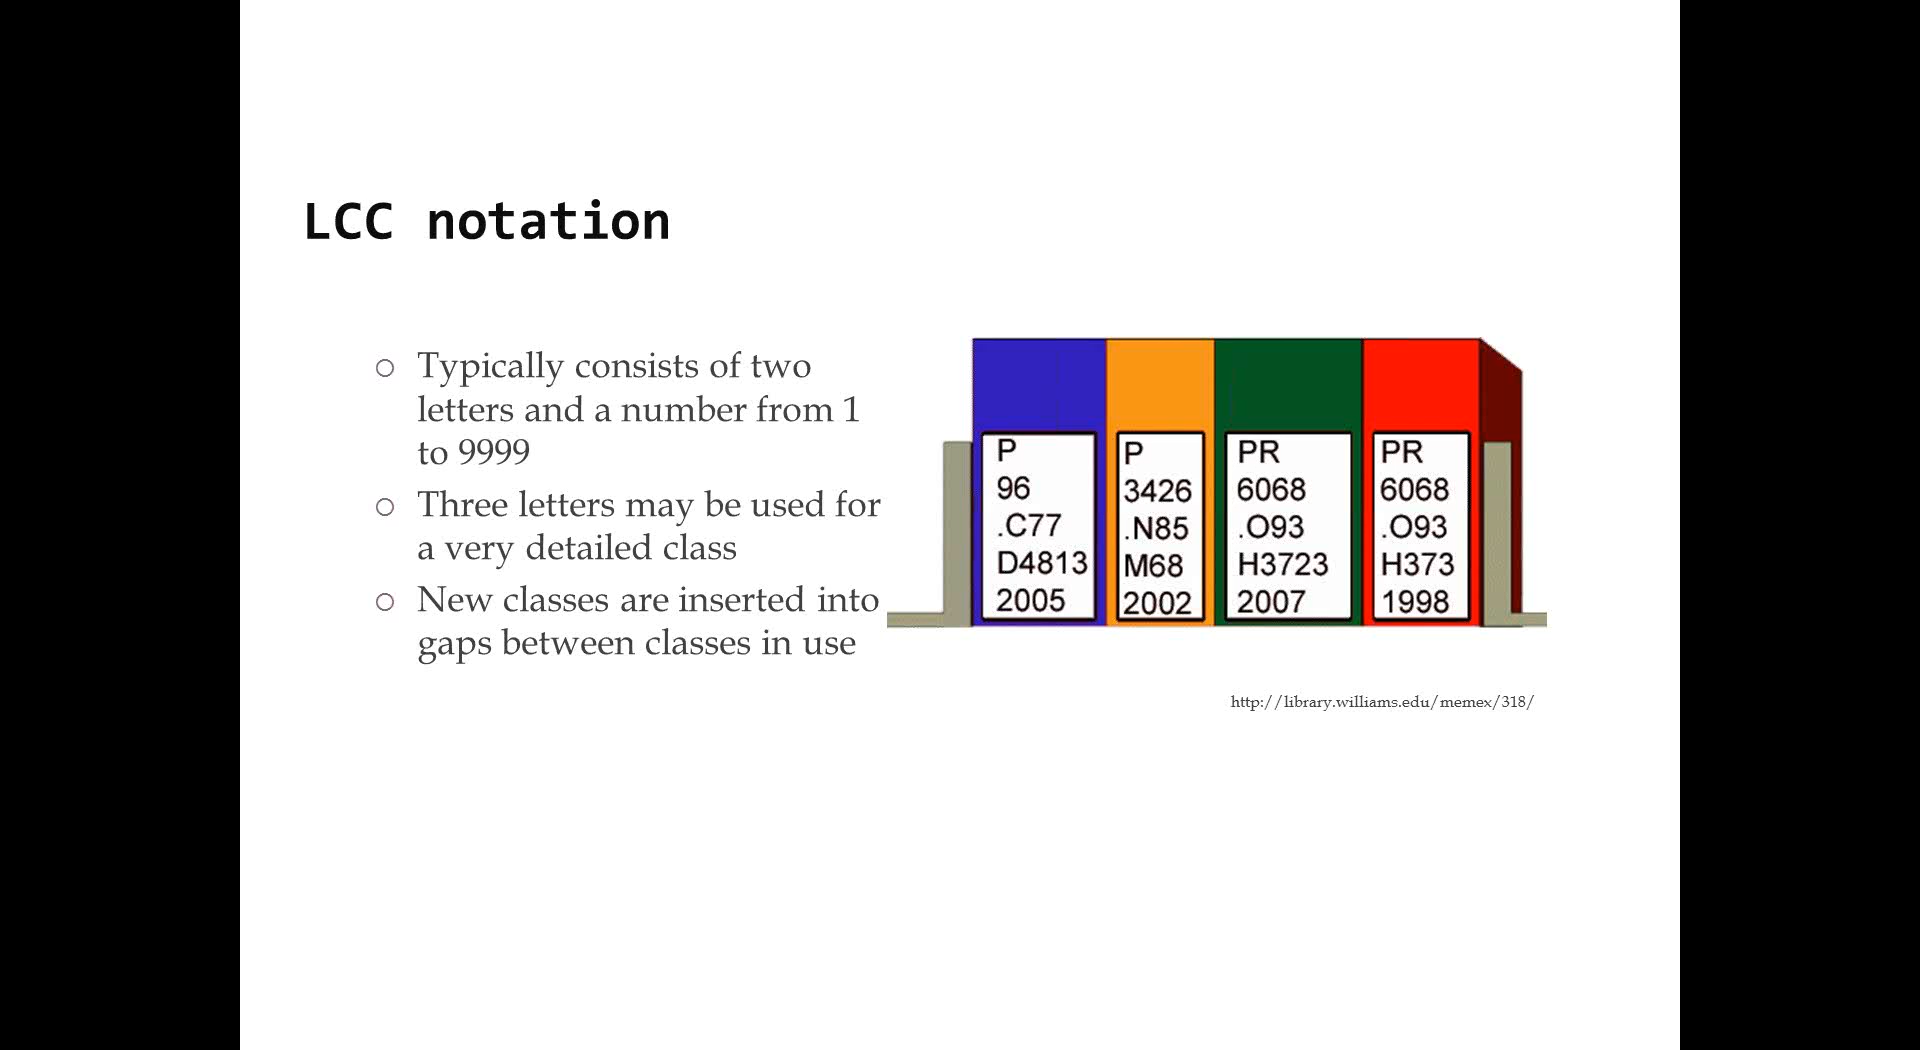 LCC notation
Typically consists of two
letters and a number from 1
to 9999
Three letters may be used for
a very detailed class
New classes are inserted into
gaps between classes in use
P
96
.C77
D4813
2005
P
3426
.N85
M68
2002
PR
6068
.O93
H3723
2007
PR
6068
.O93
H373
1998
http://library.williams.edu/memex/318/